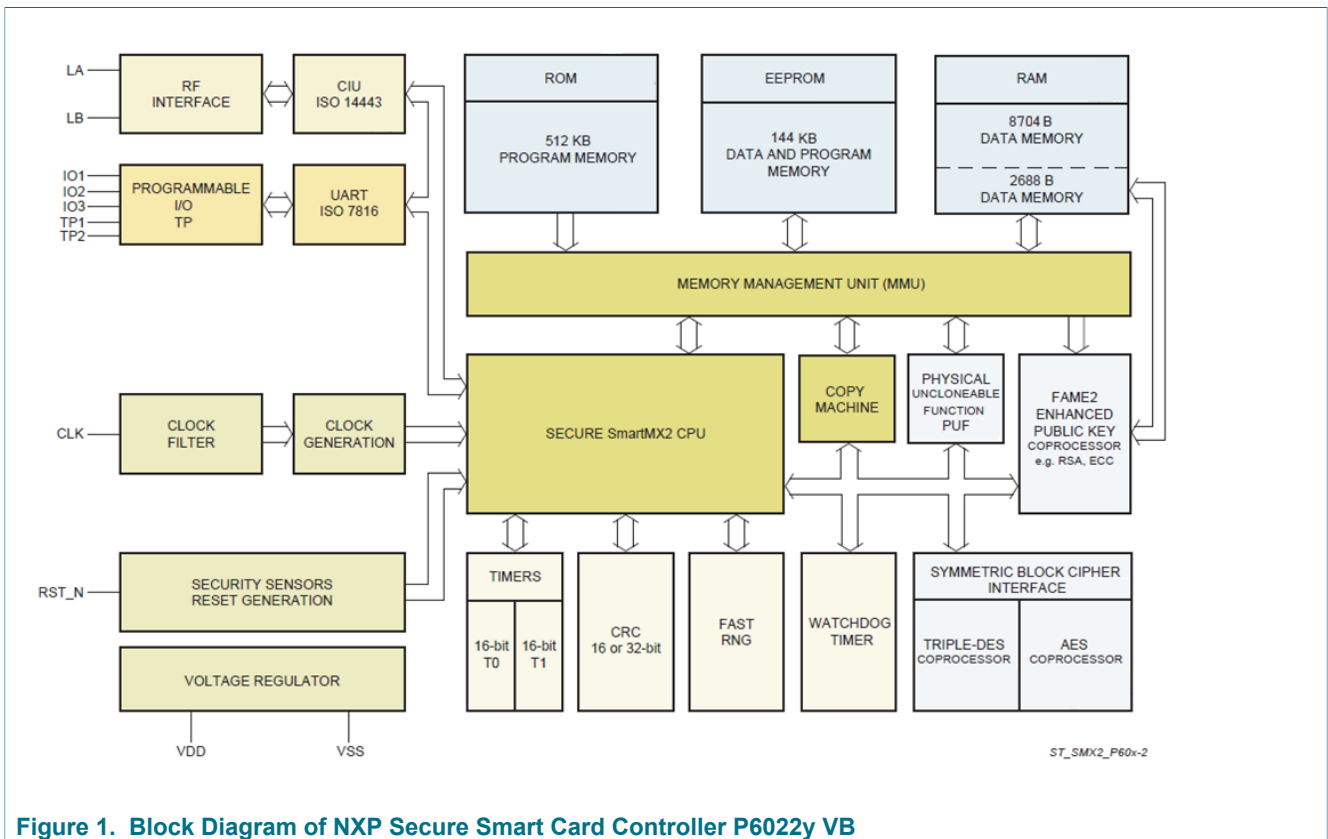 LA
LB
RF
INTERFACE
CIU
ISO 14443
IO1
IO2
IO3
TP1
TP2
PROGRAMMABLE
I/O
TP
UART
ISO 7816
ROM
512 KB
PROGRAM MEMORY
EEPROM
144 KB
DATA AND PROGRAM
MEMORY
RAM
8704 B
DATA MEMORY
2688 B
DATA MEMORY
MEMORY MANAGEMENT UNIT (MMU)
CLK
CLOCK
FILTER
CLOCK
GENERATION
SECURE SmartMX2 CPU
COPY
MACHINE
PHYSICAL
UNCLONEABLE
FUNCTION
PUF
FAME2
ENHANCED
PUBLIC KEY
COPROCESSOR
e.g. RSA, ECC
RST_N
SECURITY SENSORS
RESET GENERATION
VOLTAGE REGULATOR
VDD
VSS
TIMERS
16-bit
T0
16-bit
T1
CRC
16 or 32-bit
FAST
RNG
WATCHDOG
TIMER
SYMMETRIC BLOCK CIPHER
INTERFACE
TRIPLE-DES
COPROCESSOR
AES
COPROCESSOR
ST_SMX2_P60x-2
Figure 1. Block Diagram of NXP Secure Smart Card Controller P6022y VB